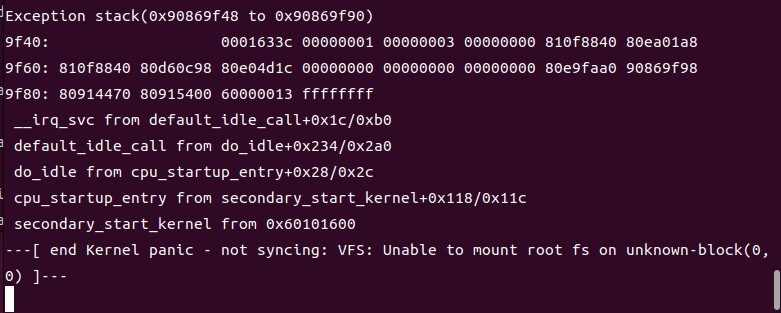 Exception stack(0x90869f48 to 0x90869f90)
9f40:                   0001633c 00000001 00000003 00000000 810f8840 80ea01a8
9f60: 810f8840 80d60c98 80e04d1c 00000000 00000000 00000000 80e9faa0 90869f98
9f80: 80914470 80915400 60000013 ffffffff
 __irq_svc from default_idle_call+0x1c/0xb0
 default_idle_call from do_idle+0x234/0x2a0
 do_idle from cpu_startup_entry+0x28/0x2c
 cpu_startup_entry from secondary_start_kernel+0x118/0x11c
 secondary_start_kernel from 0x60101600
---[ end Kernel panic - not syncing: VFS: Unable to mount root fs on unknown-block(0,
0) ]---